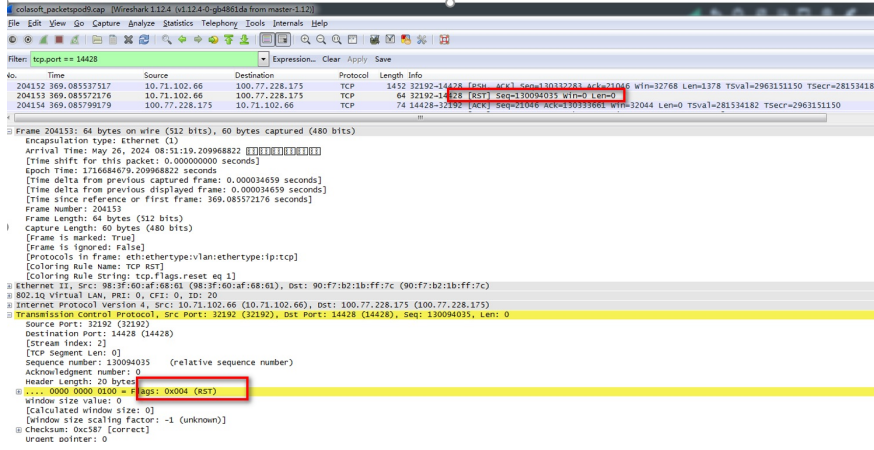 colasoft_packetspod9.cap [Wireshark 1.12.4 (v1.12.4-0-gb4861da from master-1.12)]
File Edit View Go Capture Analyze Statistics Telephony Tools Internals Help
Filter: tcp.port == 14428 Expression... Clear Apply Save
No. Time Source Destination Protocol Length Info
204152 369.085537517 10.71.102.66 100.77.228.175 TCP 1452 32192→14428 [PSH, ACK] Seq=130332283 Ack=21046 Win=32768 Len=1378 TSval=2963151150 TSecr=28153418
204153 369.085572176 10.71.102.66 100.77.228.175 TCP 64 32192→14428 [RST] Seq=130094035 Win=0 Len=0
204154 369.085799179 100.77.228.175 10.71.102.66 TCP 74 14428→32192 [ACK] Seq=21046 Ack=130333661 Win=32044 Len=0 TSval=281534182 TSecr=2963151150
Frame 204153: 64 bytes on wire (512 bits), 60 bytes captured (480 bits)
Encapsulation type: Ethernet (1)
Arrival Time: May 26, 2024 08:51:19.209968822
[Time shift for this packet: 0.000000000 seconds]
Epoch Time: 1716684679.209968822 seconds
[Time delta from previous captured frame: 0.000034659 seconds]
[Time delta from previous displayed frame: 0.000034659 seconds]
[Time since reference or first frame: 369.085572176 seconds]
Frame Number: 204153
Frame Length: 64 bytes (512 bits)
Capture Length: 60 bytes (480 bits)
[Frame is marked: True]
[Frame is ignored: False]
[Protocols in frame: eth:ethertype:vlan:ethertype:ip:tcp]
[Coloring Rule Name: TCP RST]
[Coloring Rule String: tcp.flags.reset eq 1]
Ethernet II, Src: 98:3f:60:af:68:61 (98:3f:60:af:68:61), Dst: 90:f7:b2:1b:ff:7c (90:f7:b2:1b:ff:7c)
802.1Q Virtual LAN, PRI: 0, CFI: 0, ID: 20
Internet Protocol Version 4, Src: 10.71.102.66 (10.71.102.66), Dst: 100.77.228.175 (100.77.228.175)
Transmission Control Protocol, Src Port: 32192 (32192), Dst Port: 14428 (14428), Seq: 130094035, Len: 0
Source Port: 32192 (32192)
Destination Port: 14428 (14428)
[Stream index: 2]
[TCP Segment Len: 0]
Sequence number: 130094035 (relative sequence number)
Acknowledgment number: 0
Header Length: 20 bytes
.... 0000 0000 0100 = Flags: 0x004 (RST)
Window size value: 0
[Calculated window size: 0]
[Window size scaling factor: -1 (unknown)]
Checksum: 0xc587 [correct]
Urgent pointer: 0